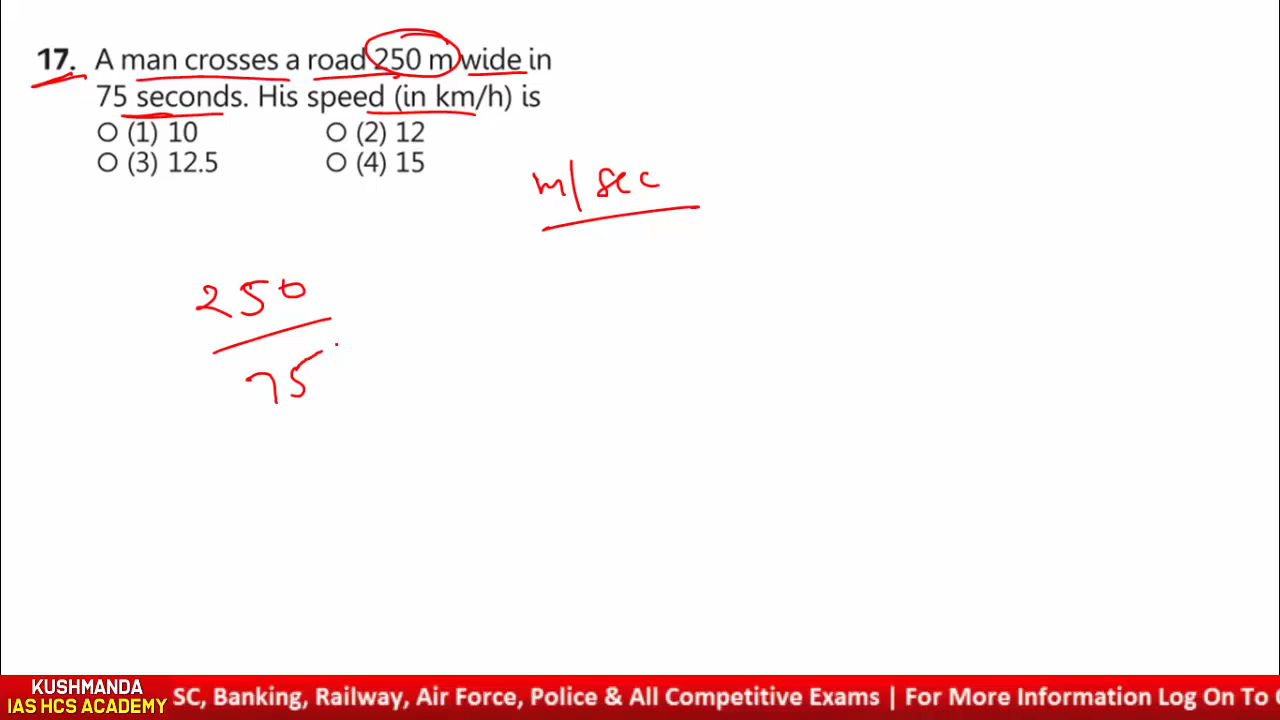 17. A man crosses a road 250 m wide in
75 seconds. His speed (in km/h) is
(1) 10 (2) 12
(3) 12.5 (4) 15
m/sec
250
75
KUSHMANDA
IAS HCS ACADEMY
SC, Banking, Railway, Air Force, Police & All Competitive Exams | For More Information Log On To